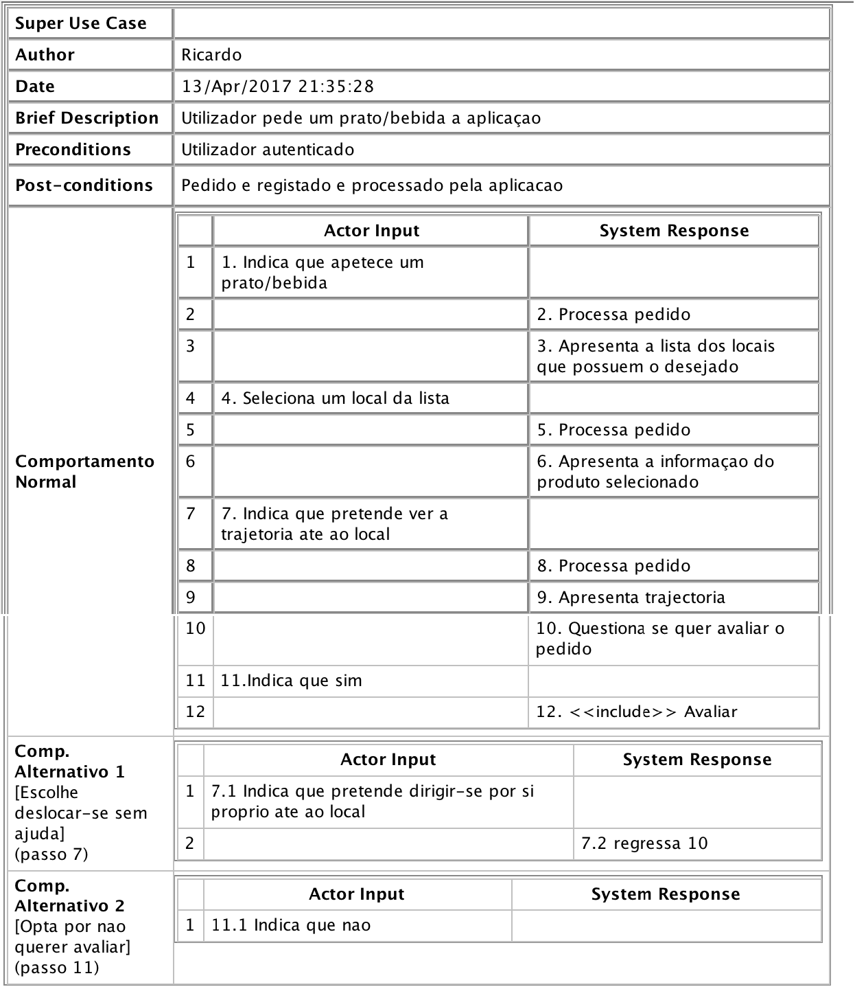 Super Use Case
Author
Ricardo
Date
13/Apr/2017 21:35:28
Brief Description
Utilizador pede um prato/bebida a aplicaçao
Preconditions
Utilizador autenticado
Post-conditions
Pedido e registado e processado pela aplicacao
Comportamento
Normal
Actor Input
System Response
1
1. Indica que apetece um
prato/bebida
2
2. Processa pedido
3
3. Apresenta a lista dos locais
que possuem o desejado
4
4. Seleciona um local da lista
5
5. Processa pedido
6
6. Apresenta a informaçao do
produto selecionado
7
7. Indica que pretende ver a
trajetoria ate ao local
8
8. Processa pedido
9
9. Apresenta trajectoria
10
10. Questiona se quer avaliar o
pedido
11
11.Indica que sim
12
12. <<include>> Avaliar
Comp.
Alternativo 1
[Escolhe
deslocar-se sem
ajuda]
(passo 7)
Actor Input
System Response
1
7.1 Indica que pretende dirigir-se por si
proprio ate ao local
2
7.2 regressa 10
Comp.
Alternativo 2
[Opta por nao
querer avaliar]
(passo 11)
Actor Input
System Response
1
11.1 Indica que nao